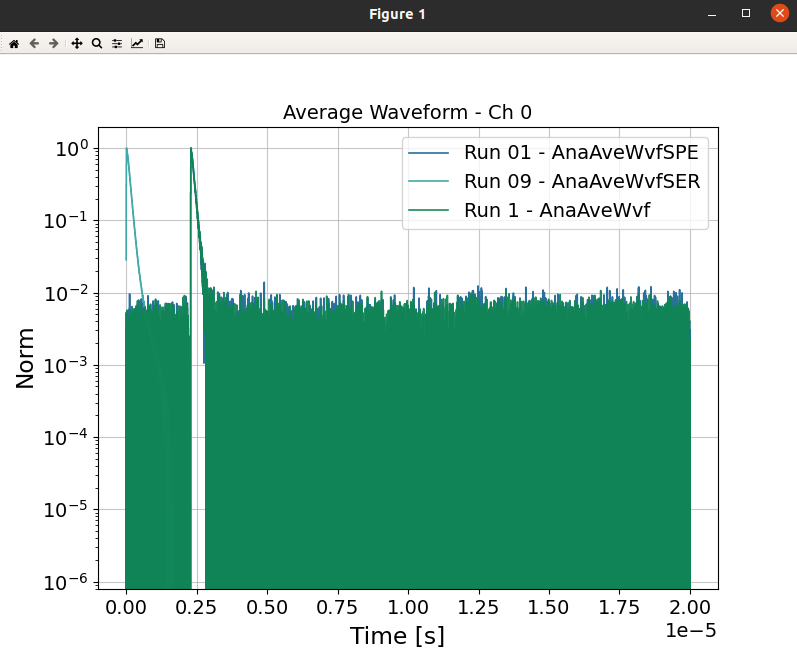 Figure 1
Average Waveform - Ch 0
Run 01 - AnaAveWvfSPE
Run 09 - AnaAveWvfSER
Run 1 - AnaAveWvf
Norm
10⁰
10⁻¹
10⁻²
10⁻³
10⁻⁴
10⁻⁵
10⁻⁶
0.00 0.25 0.50 0.75 1.00 1.25 1.50 1.75 2.00
1e−5
Time [s]